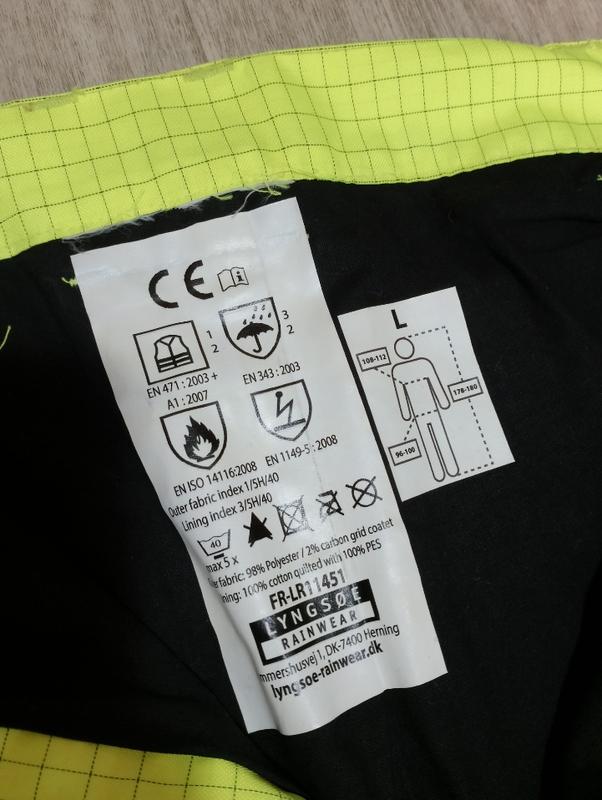 CE
1
2
3
2
EN 471 : 2003 +
A1 : 2007
EN 343 : 2003
EN ISO 14116:2008
EN 1149-5 : 2008
Outer fabric index 1/5H/40
Lining index 3/5H/40
40
max 5 x
fabric: 98% Polyester / 2% carbon grid coatet
100% cotton quilted with 100% PES
FR-LR11451
LYNGSØE
RAINWEAR
1, DK-7400 Herning
lyngsoe-rainwear.dk
L
108-112
178-180
96-100